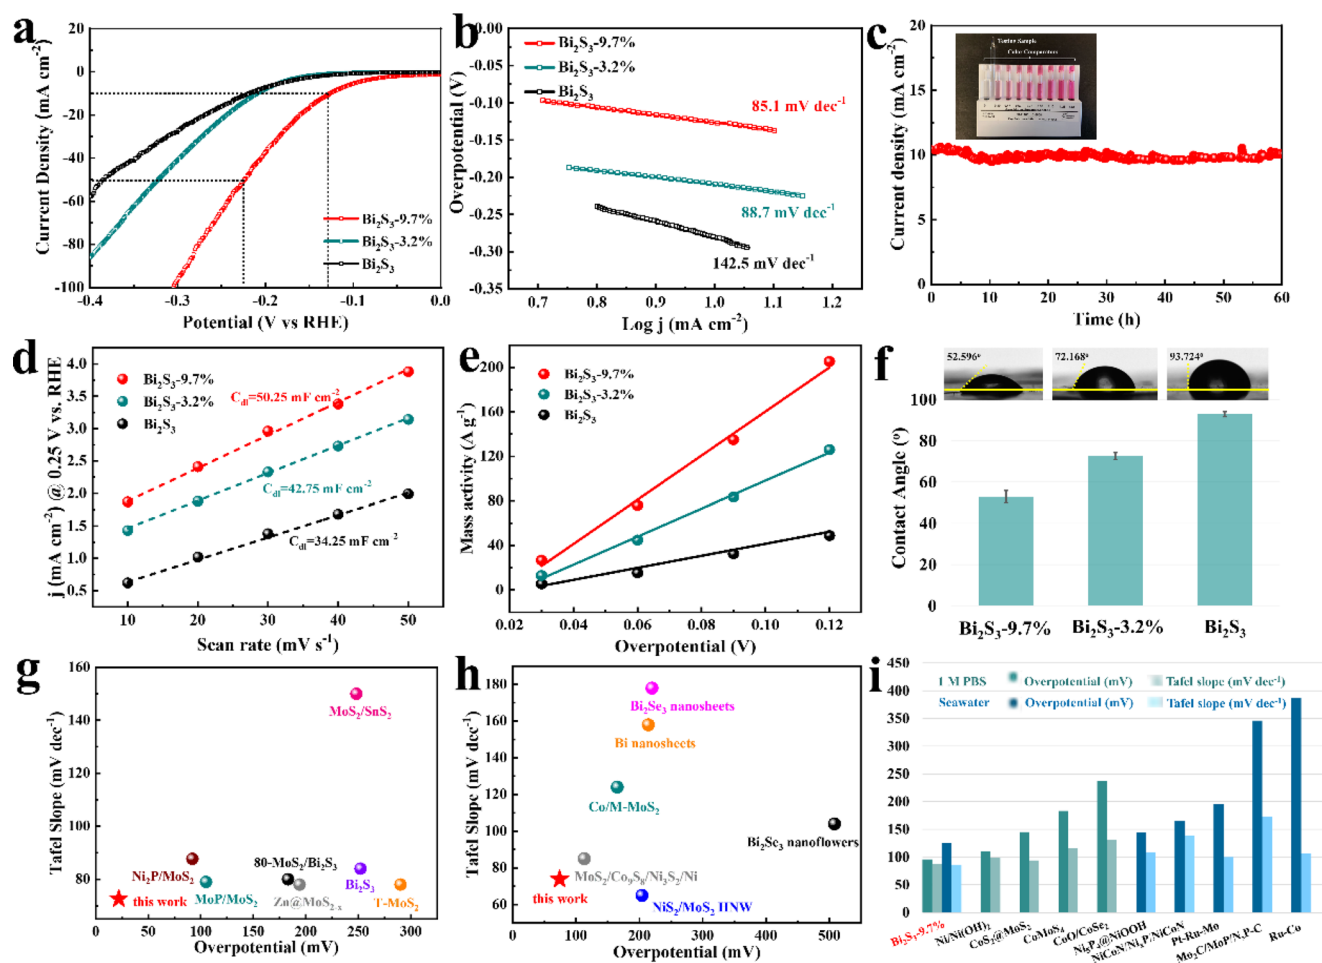 a
Current Density (mA cm⁻²)
20
0
-20
-40
-60
-80
-100
Bi₂S₃-9.7%
Bi₂S₃-3.2%
Bi₂S₃
-0.4
-0.3
-0.2
-0.1
0.0
Potential (V vs RHE)
b
Overpotential (V)
0.00
-0.05
-0.10
-0.15
-0.20
-0.25
-0.30
-0.35
Bi₂S₃-9.7%
Bi₂S₃-3.2%
Bi₂S₃
85.1 mV dec⁻¹
88.7 mV dec⁻¹
142.5 mV dec⁻¹
0.7
0.8
0.9
1.0
1.1
1.2
Log j (mA cm⁻²)
c
Current density (mA cm⁻²)
25
20
15
10
5
0
Testing Sample
Color Comparators
0
10
20
30
40
50
60
Time (h)
d
j (mA cm⁻²) @ 0.25 V vs. RHE
4.0
3.5
3.0
2.5
2.0
1.5
1.0
0.5
Bi₂S₃-9.7%
Bi₂S₃-3.2%
Bi₂S₃
C_dl=50.25 mF cm⁻²
C_dl=42.75 mF cm⁻²
C_dl=34.25 mF cm⁻²
10
20
30
40
50
Scan rate (mV s⁻¹)
e
Mass activity (A g⁻¹)
200
160
120
80
40
0
Bi₂S₃-9.7%
Bi₂S₃-3.2%
Bi₂S₃
0.02
0.04
0.06
0.08
0.10
0.12
Overpotential (V)
f
52.596°
72.168°
93.724°
Contact Angle (°)
100
80
60
40
20
0
Bi₂S₃-9.7%
Bi₂S₃-3.2%
Bi₂S₃
g
Tafel Slope (mV dec⁻¹)
160
140
120
100
80
60
MoS₂/SnS₂
Ni₂P/MoS₂
80-MoS₂/Bi₂S₃
this work
MoP/MoS₂
Zn@MoS₂₋ₓ
Bi₂S₃
T-MoS₂
0
50
100
150
200
250
300
Overpotential (mV)
h
Tafel Slope (mV dec⁻¹)
180
160
140
120
100
80
60
40
Bi₂Se₃ nanosheets
Bi nanosheets
Co/M-MoS₂
Bi₂Se₃ nanoflowers
MoS₂/Co₉S₈/Ni₃S₂/Ni
this work
NiS₂/MoS₂ HNW
0
100
200
300
400
500
Overpotential (mV)
i
450
400
350
300
250
200
150
100
50
0
1 M PBS Overpotential (mV) Tafel slope (mV dec⁻¹)
Seawater Overpotential (mV) Tafel slope (mV dec⁻¹)
Bi₂S₃-9.7%
Ni/Ni(OH)₂
CoS₂@MoS₂
CoMoS₄
CoO/CoSe₂
Ni₅P₄@NiOOH
NiCoN/NiₓP/NiCoN
Pt-Ru-Mo
Mo₂C/MoP/N,P-C
Ru-Co